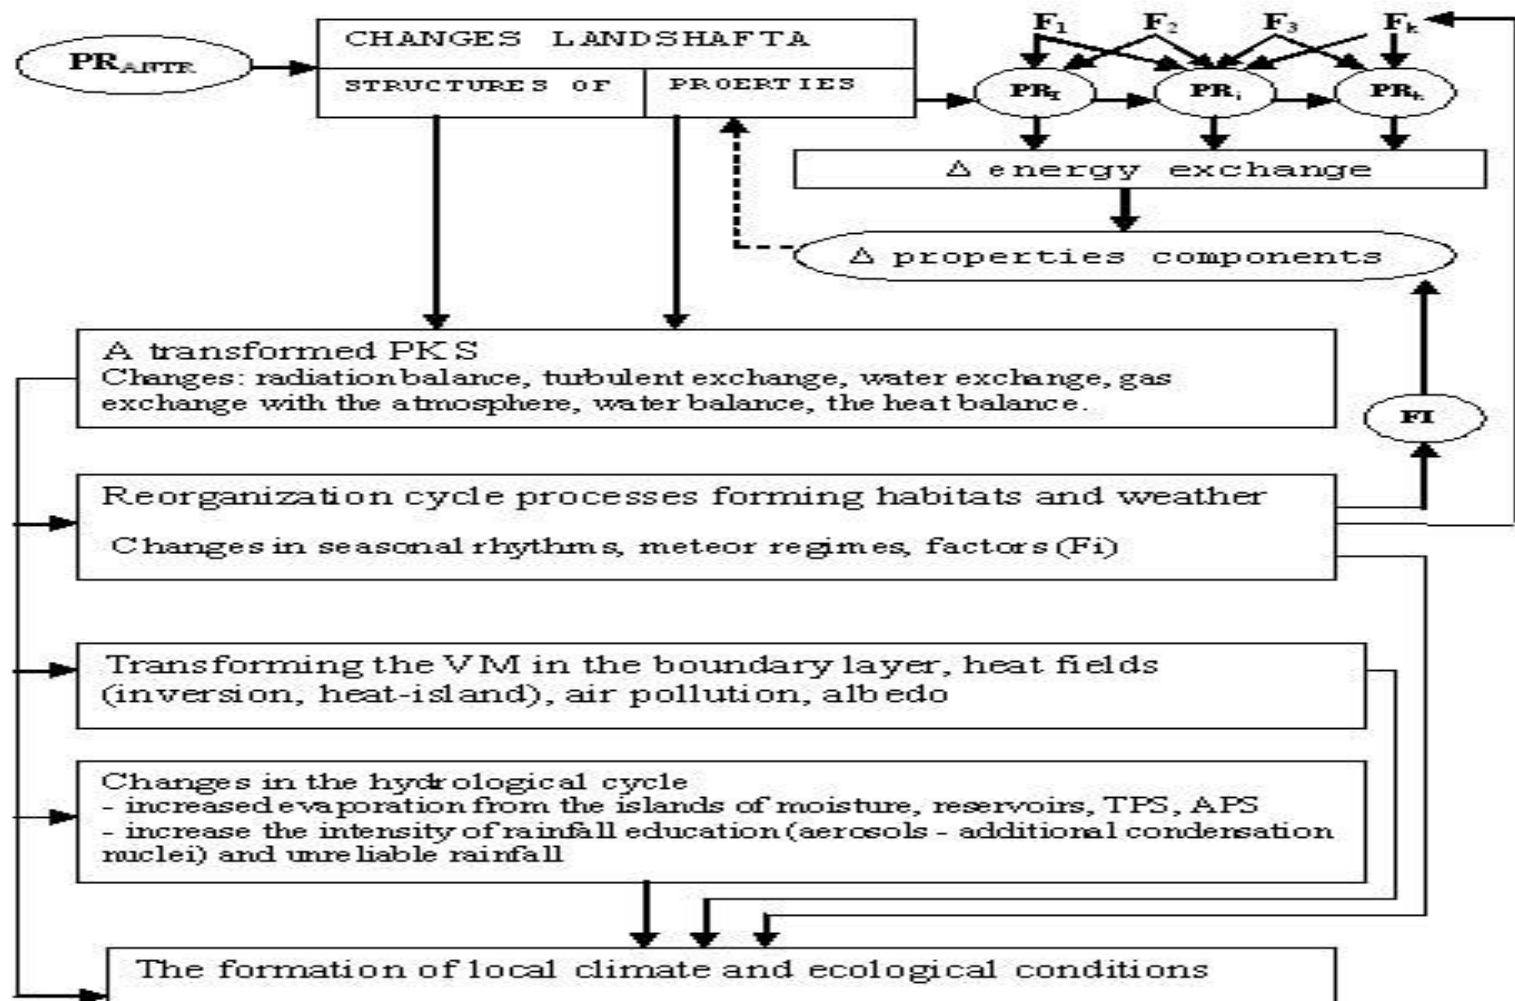 F1 F2 F3 Fk
CHANGES LANDSHAFTA
PRANTR
STRUCTURES OF PROERTIES
PRI PRi PRk
Δ energy exchange
Δ properties components
A transformed PKS
Changes: radiation balance, turbulent exchange, water exchange, gas
exchange with the atmosphere, water balance, the heat balance.
FI
Reorganization cycle processes forming habitats and weather
Changes in seasonal rhythms, meteor regimes, factors (Fi)
Transforming the VM in the boundary layer, heat fields
(inversion, heat-island), air pollution, albedo
Changes in the hydrological cycle
- increased evaporation from the islands of moisture, reservoirs, TPS, APS
- increase the intensity of rainfall education (aerosols - additional condensation
nuclei) and unreliable rainfall
The formation of local climate and ecological conditions